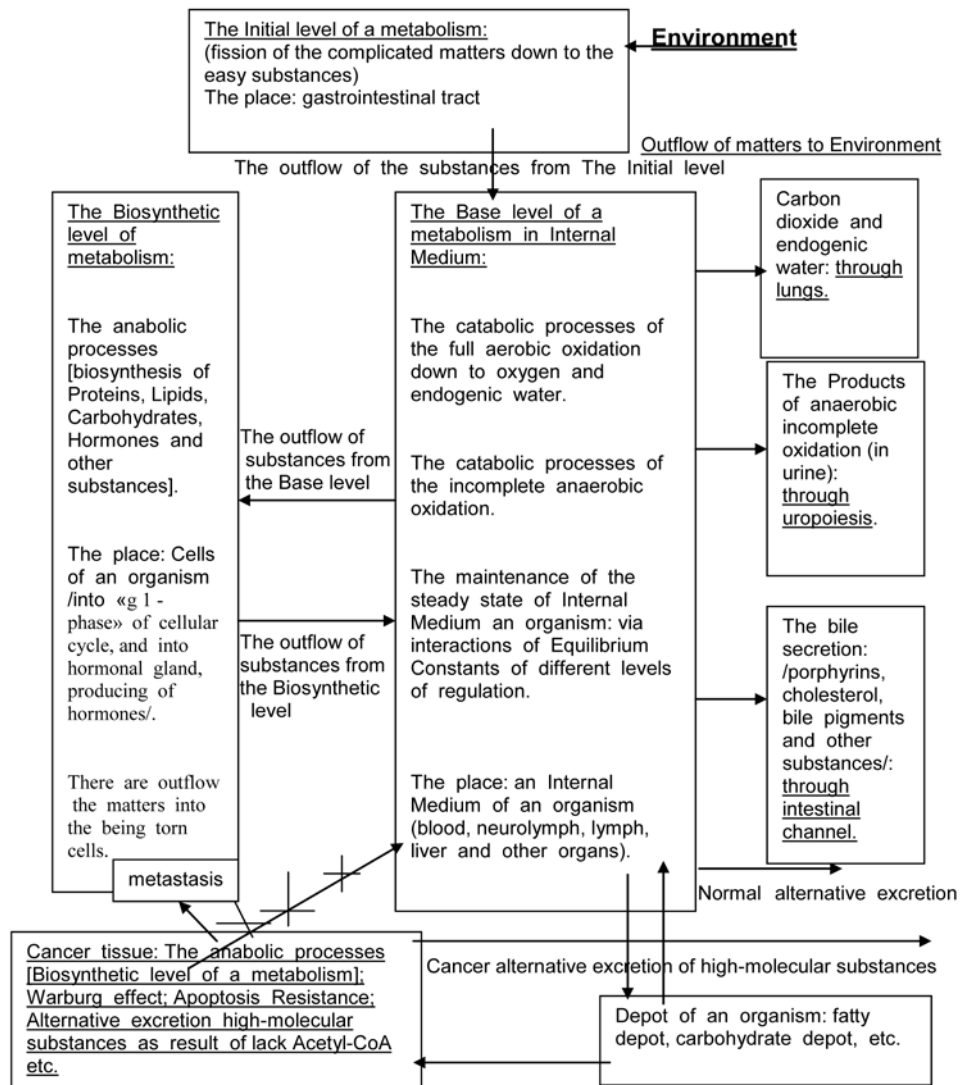 The Initial level of a metabolism:
(fission of the complicated matters down to the
easy substances)
The place: gastrointestinal tract
Environment
Outflow of matters to Environment
The outflow of the substances from The Initial level
The Biosynthetic
level of
metabolism:
The anabolic
processes
[biosynthesis of
Proteins, Lipids,
Carbohydrates,
Hormones and
other
substances].
The place: Cells
of an organism
/into «g 1 -
phase» of cellular
cycle, and into
hormonal gland,
producing of
hormones/.
There are outflow
the matters into
the being torn
cells.
metastasis
The outflow of
substances from
the Base level
The outflow of
substances from
the Biosynthetic
level
The Base level of a
metabolism in Internal
Medium:
The catabolic processes of
the full aerobic oxidation
down to oxygen and
endogenic water.
The catabolic processes of
the incomplete anaerobic
oxidation.
The maintenance of the
steady state of Internal
Medium an organism: via
interactions of Equilibrium
Constants of different levels
of regulation.
The place: an Internal
Medium of an organism
(blood, neurolymph, lymph,
liver and other organs).
Carbon
dioxide and
endogenic
water: through
lungs.
The Products
of anaerobic
incomplete
oxidation (in
urine):
through
uropoiesis.
The bile
secretion:
/porphyrins,
cholesterol,
bile pigments
and other
substances/:
through
intestinal
channel.
Normal alternative excretion
Cancer tissue: The anabolic processes
[Biosynthetic level of a metabolism];
Warburg effect; Apoptosis Resistance;
Alternative excretion high-molecular
substances as result of lack Acetyl-CoA
etc.
Cancer alternative excretion of high-molecular substances
Depot of an organism: fatty
depot, carbohydrate depot, etc.